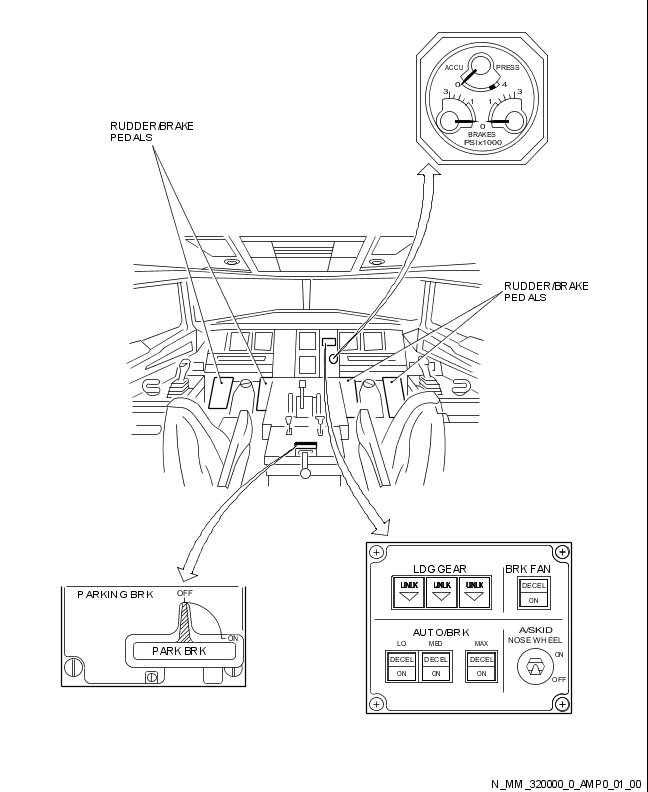 ACCU PRESS
0 4
3 1 1 3
0
BRAKES
PSIx1000
RUDDER/BRAKE
PEDALS
RUDDER/BRAKE
PEDALS
PARKING BRK
OFF
ON
PARK BRK
LDG GEAR
UNLK UNLK UNLK
BRK FAN
DECEL
ON
AUTO/BRK
LO MED MAX
DECEL DECEL DECEL
ON ON ON
A/SKID
NOSE WHEEL
ON
OFF
N_MM_320000_0_AMP0_01_00